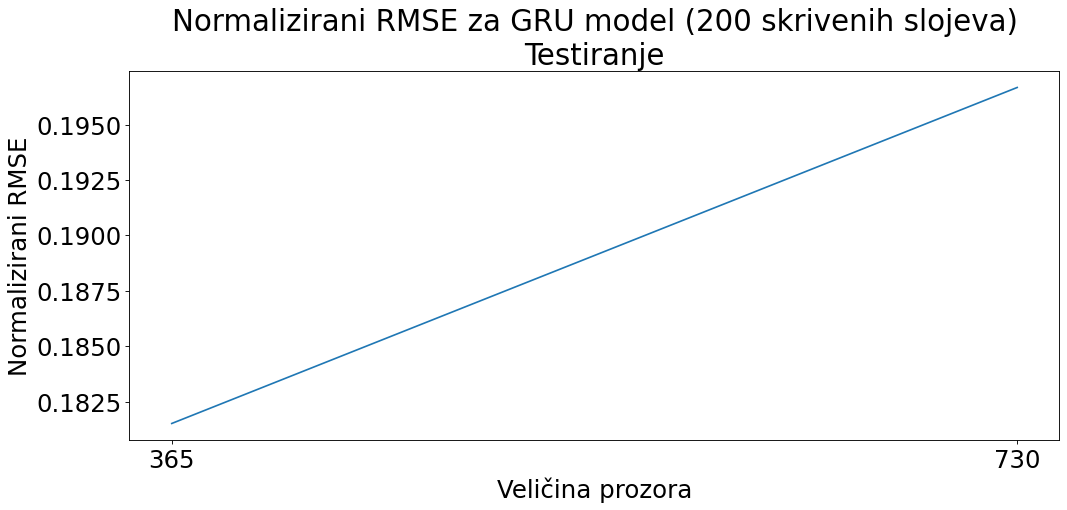 Normalizirani RMSE za GRU model (200 skrivenih slojeva)
Testiranje
Normalizirani RMSE
0.1950
0.1925
0.1900
0.1875
0.1850
0.1825
365
730
Veličina prozora